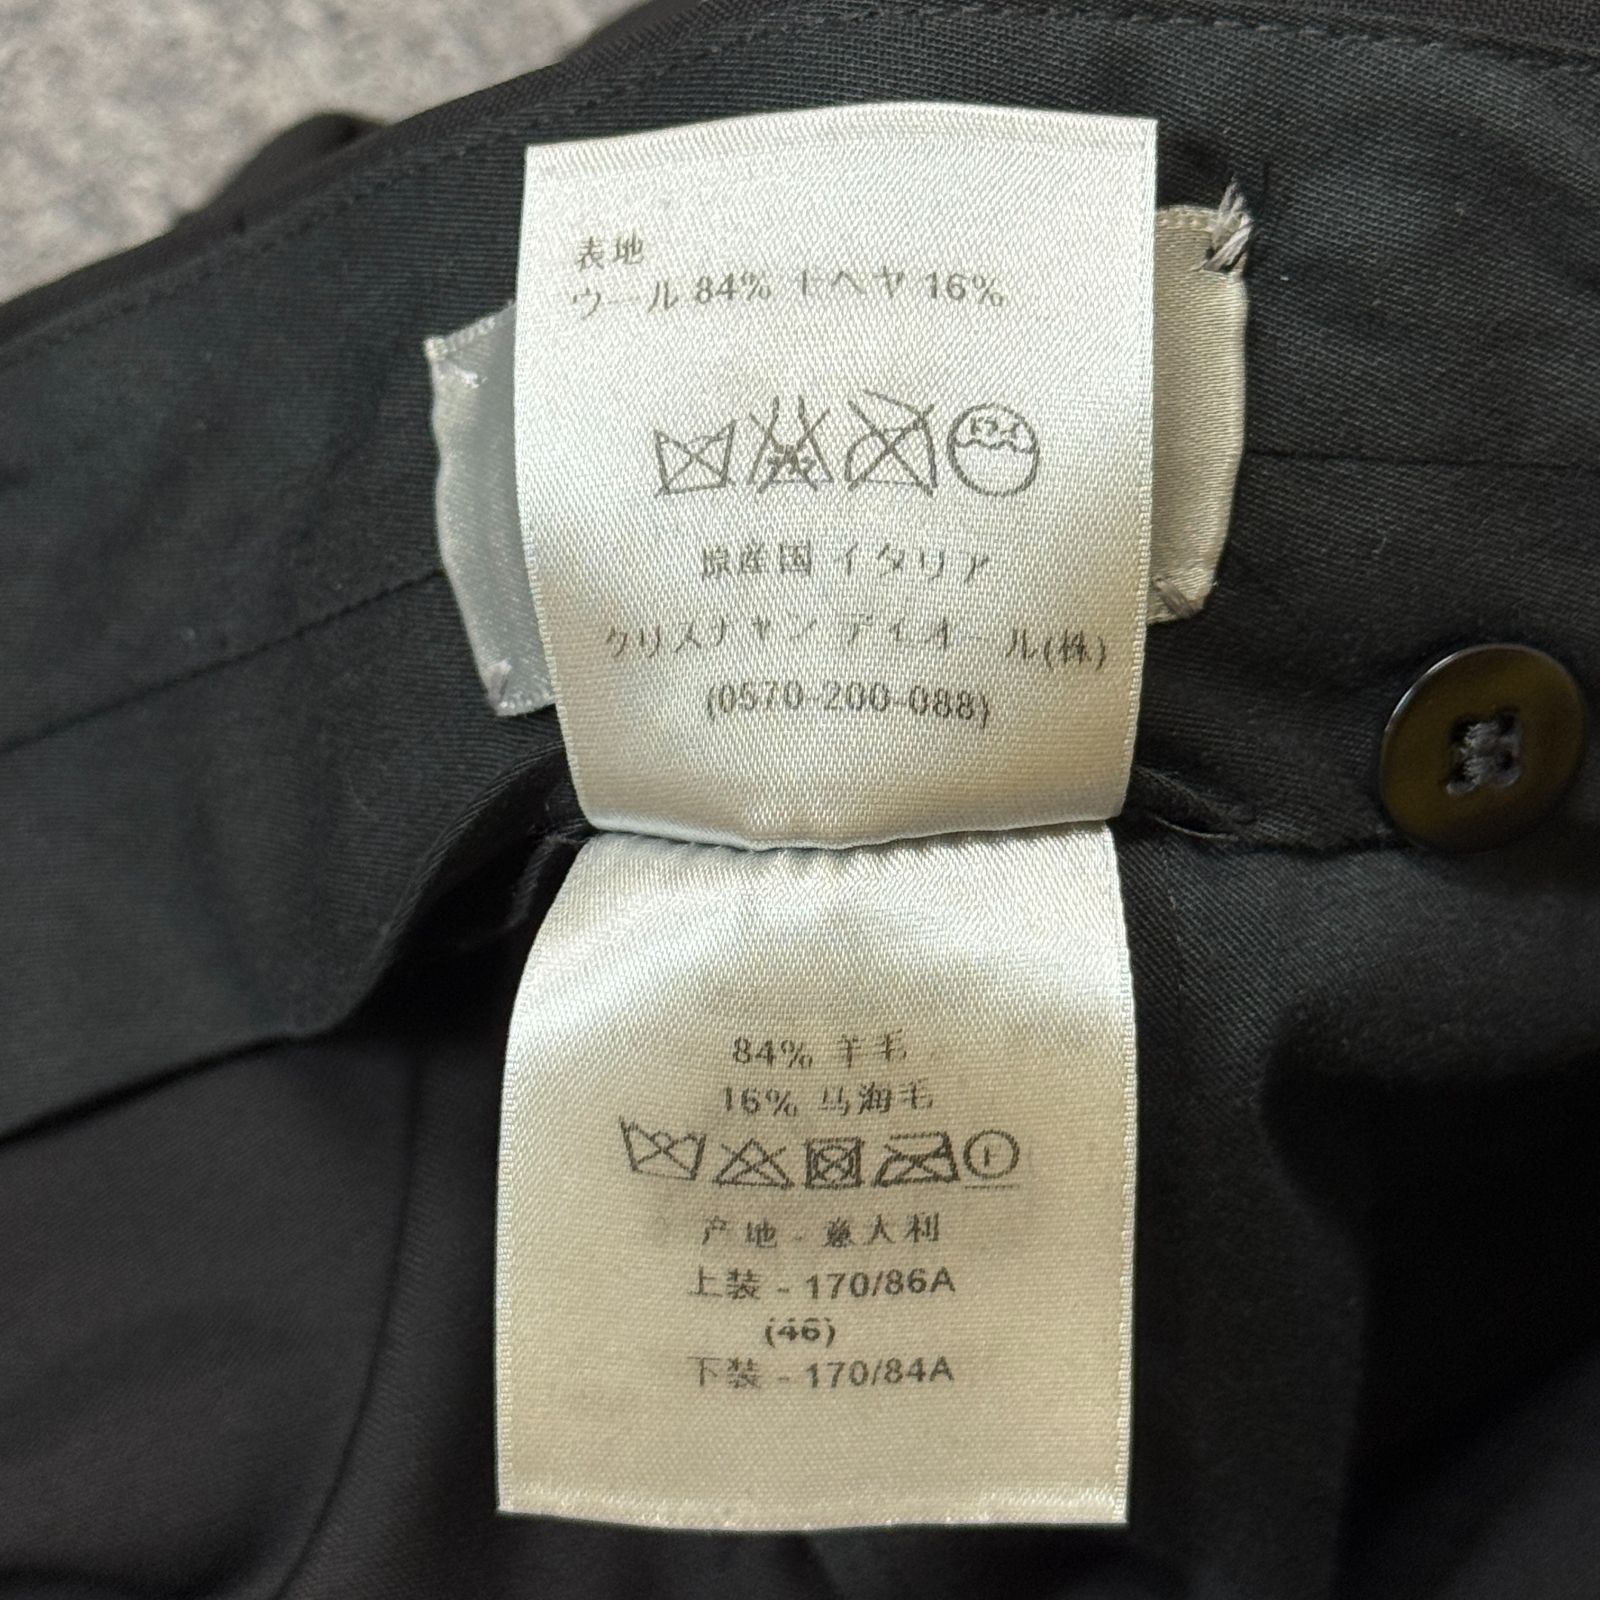 表地
ウール 84% モヘヤ 16%
原産国 イタリア
クリスチャン ディオール(株)
(0570-200-088)
84% 羊毛
16% 马海毛
产地 - 意大利
上装 - 170/86A
(46)
下装 - 170/84A